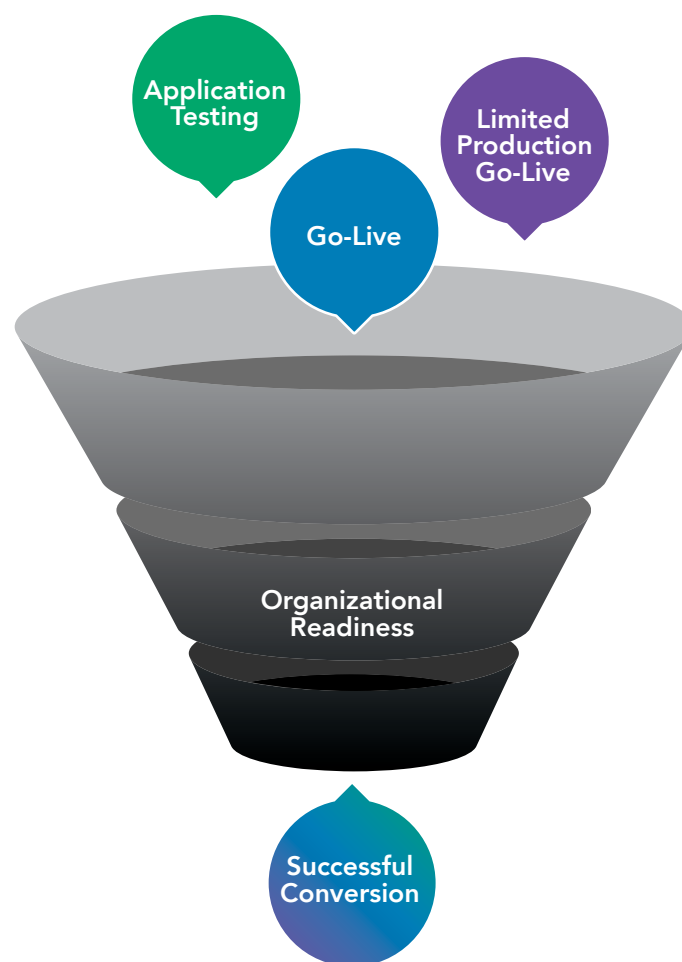 Application
Testing
Limited
Production
Go-Live
Go-Live
Organizational
Readiness
Successful
Conversion